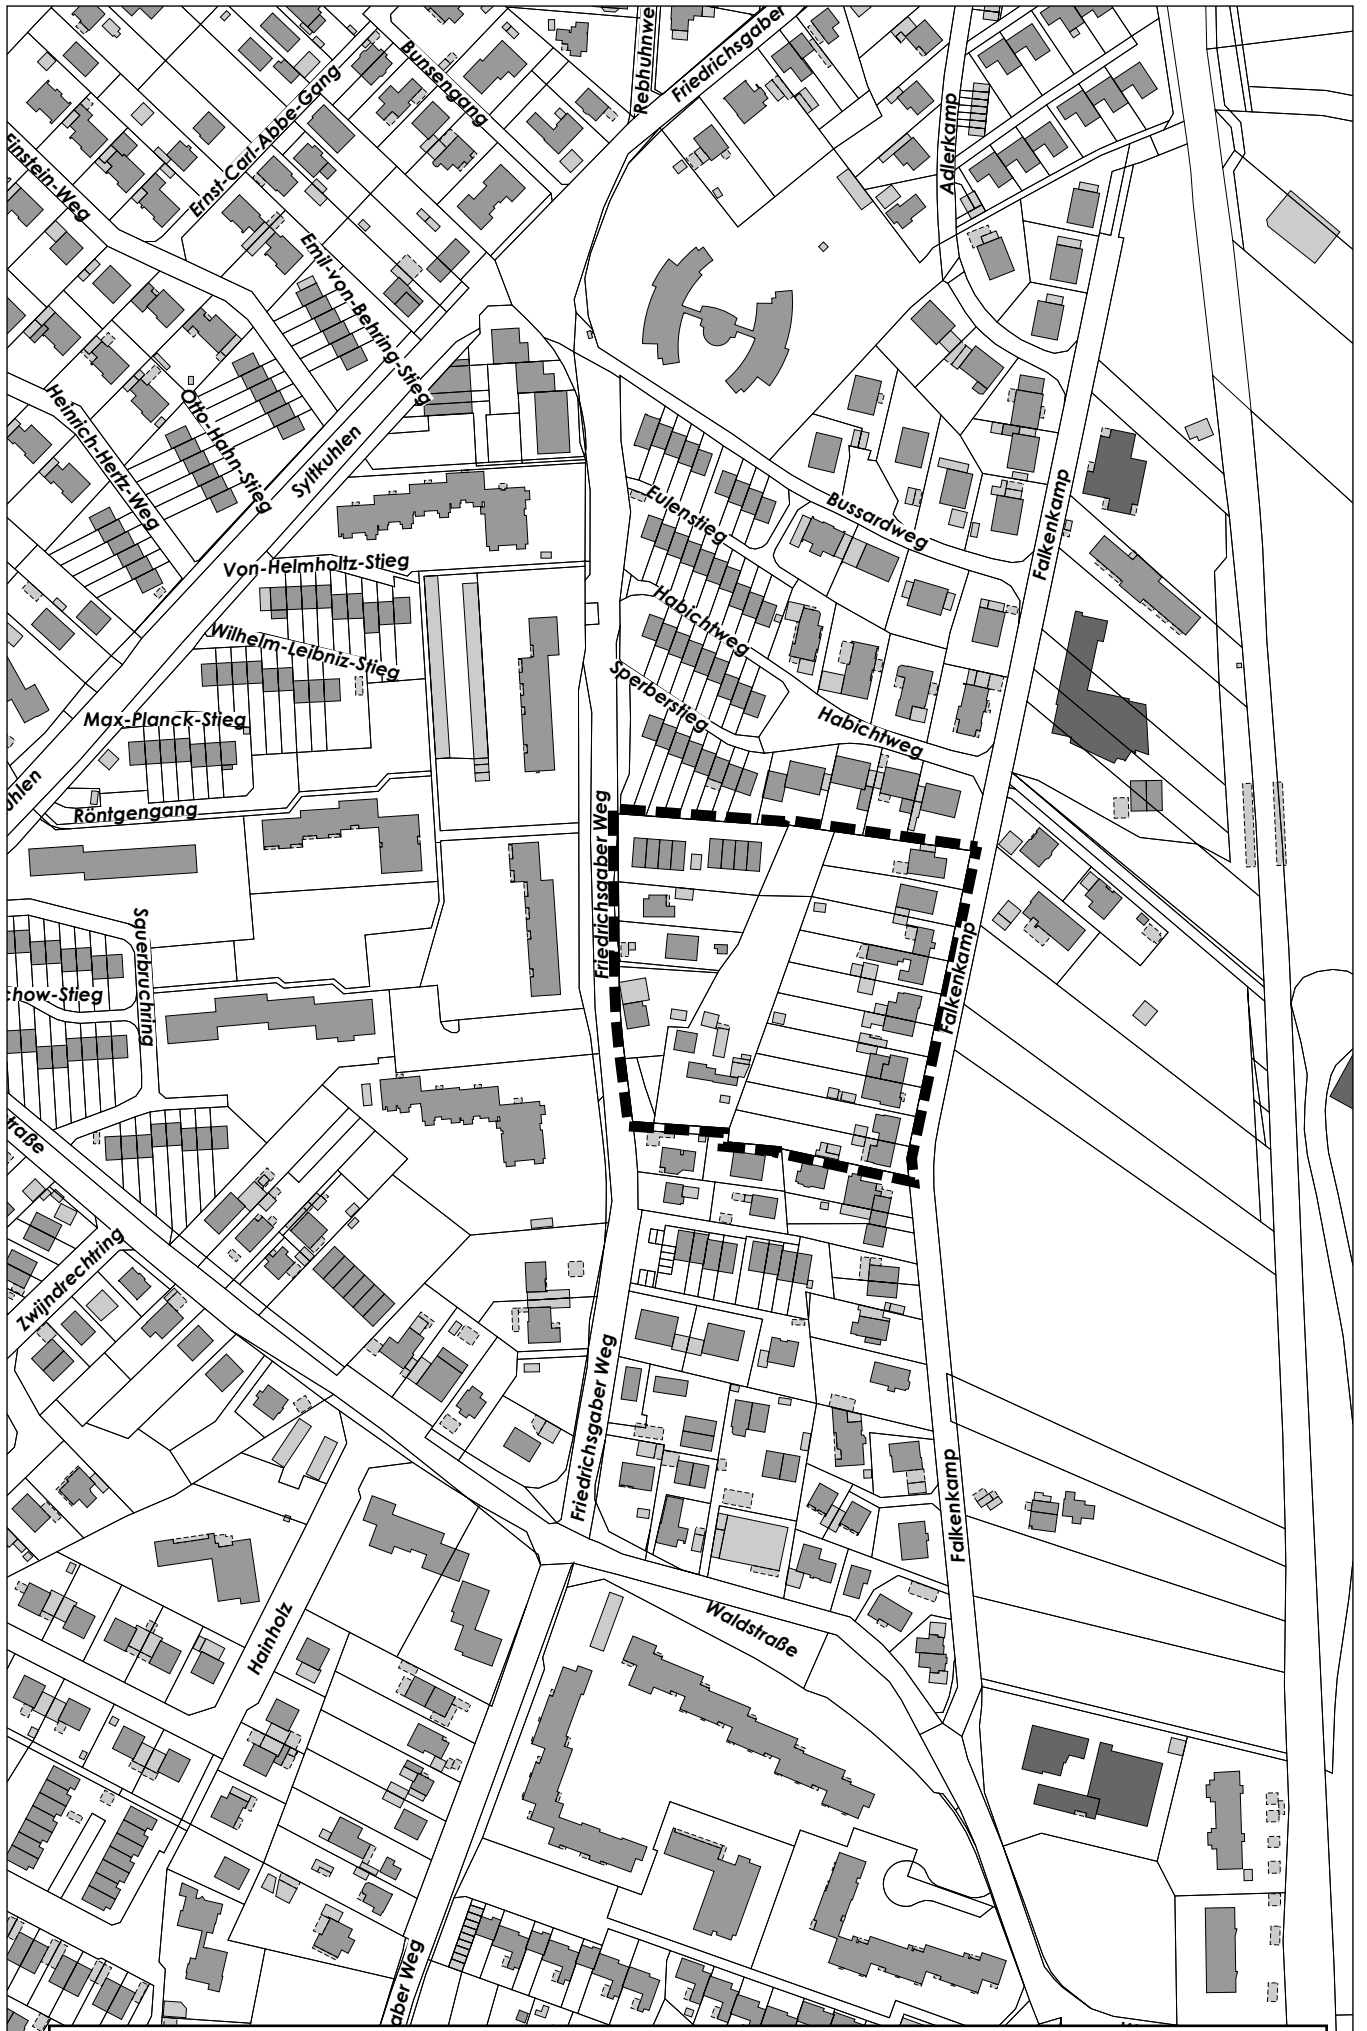 Rebhuhnwe
Friedrichsgaber
Bunsengang
Ernst-Carl-Abbe-Gang
Einstein-Weg
Adlerkamp
Emil-von-Behring-Stieg
Otto-Hahn-Stieg
Heinrich-Hertz-Weg
Syltkuhlen
Eulenstieg
Bussardweg
Falkenkamp
Von-Helmholtz-Stieg
Habichtweg
Wilhelm-Leibniz-Stieg
Sperberstieg
Habichtweg
Max-Planck-Stieg
uhlen
Röntgengang
Friedrichsgaber Weg
Falkenkamp
Sauerbruchring
chow-Stieg
traße
Zwijndrechtring
Friedrichsgaber Weg
Falkenkamp
Hainholz
Waldstraße
aber Weg